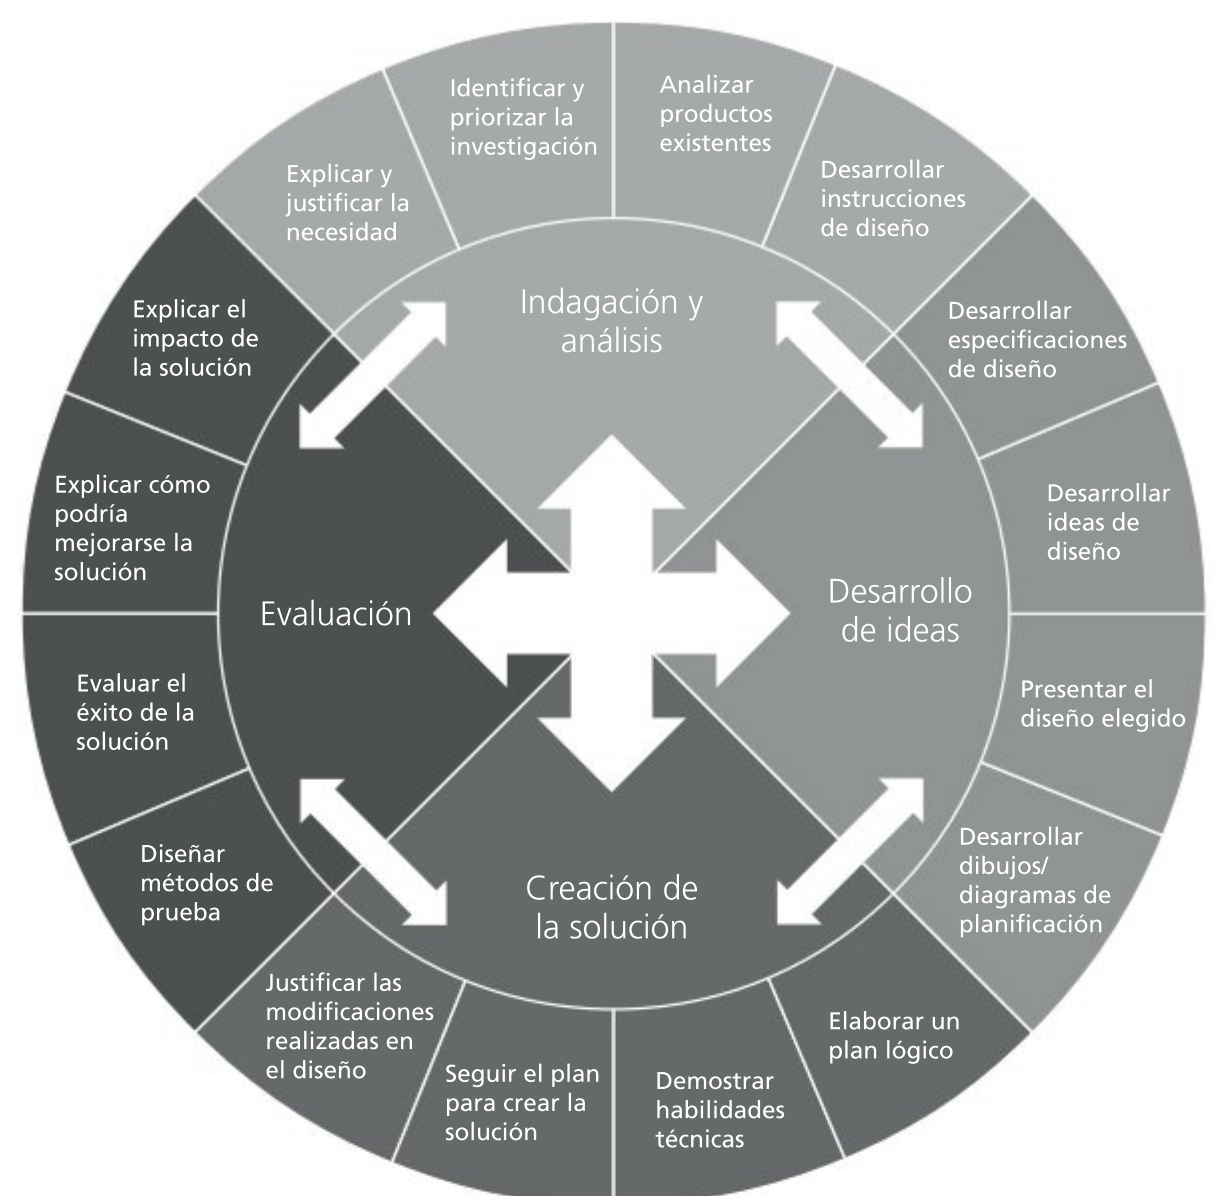 Identificar y
priorizar la
investigación
Analizar
productos
existentes
Desarrollar
instrucciones
de diseño
Desarrollar
especificaciones
de diseño
Desarrollar
ideas de
diseño
Presentar el
diseño elegido
Desarrollar
dibujos/
diagramas de
planificación
Elaborar un
plan lógico
Demostrar
habilidades
técnicas
Seguir el plan
para crear la
solución
Justificar las
modificaciones
realizadas en
el diseño
Diseñar
métodos de
prueba
Evaluar el
éxito de la
solución
Explicar cómo
podría
mejorarse la
solución
Explicar el
impacto de
la solución
Explicar y
justificar la
necesidad
Indagación y
análisis
Desarrollo
de ideas
Creación de
la solución
Evaluación